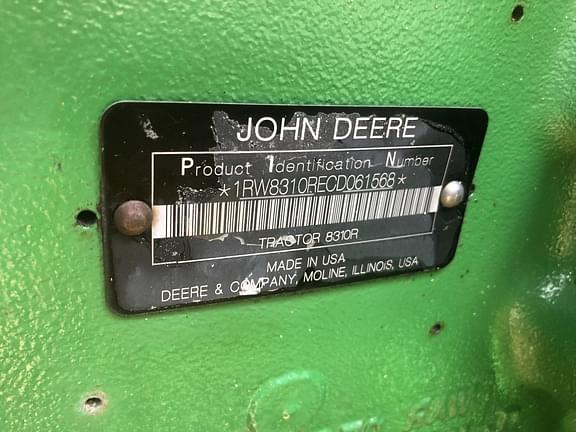 JOHN DEERE
Product Identification Number
*1RW8310RECD061568*
TRACTOR 8310R
MADE IN USA
DEERE & COMPANY, MOLINE, ILLINOIS, USA